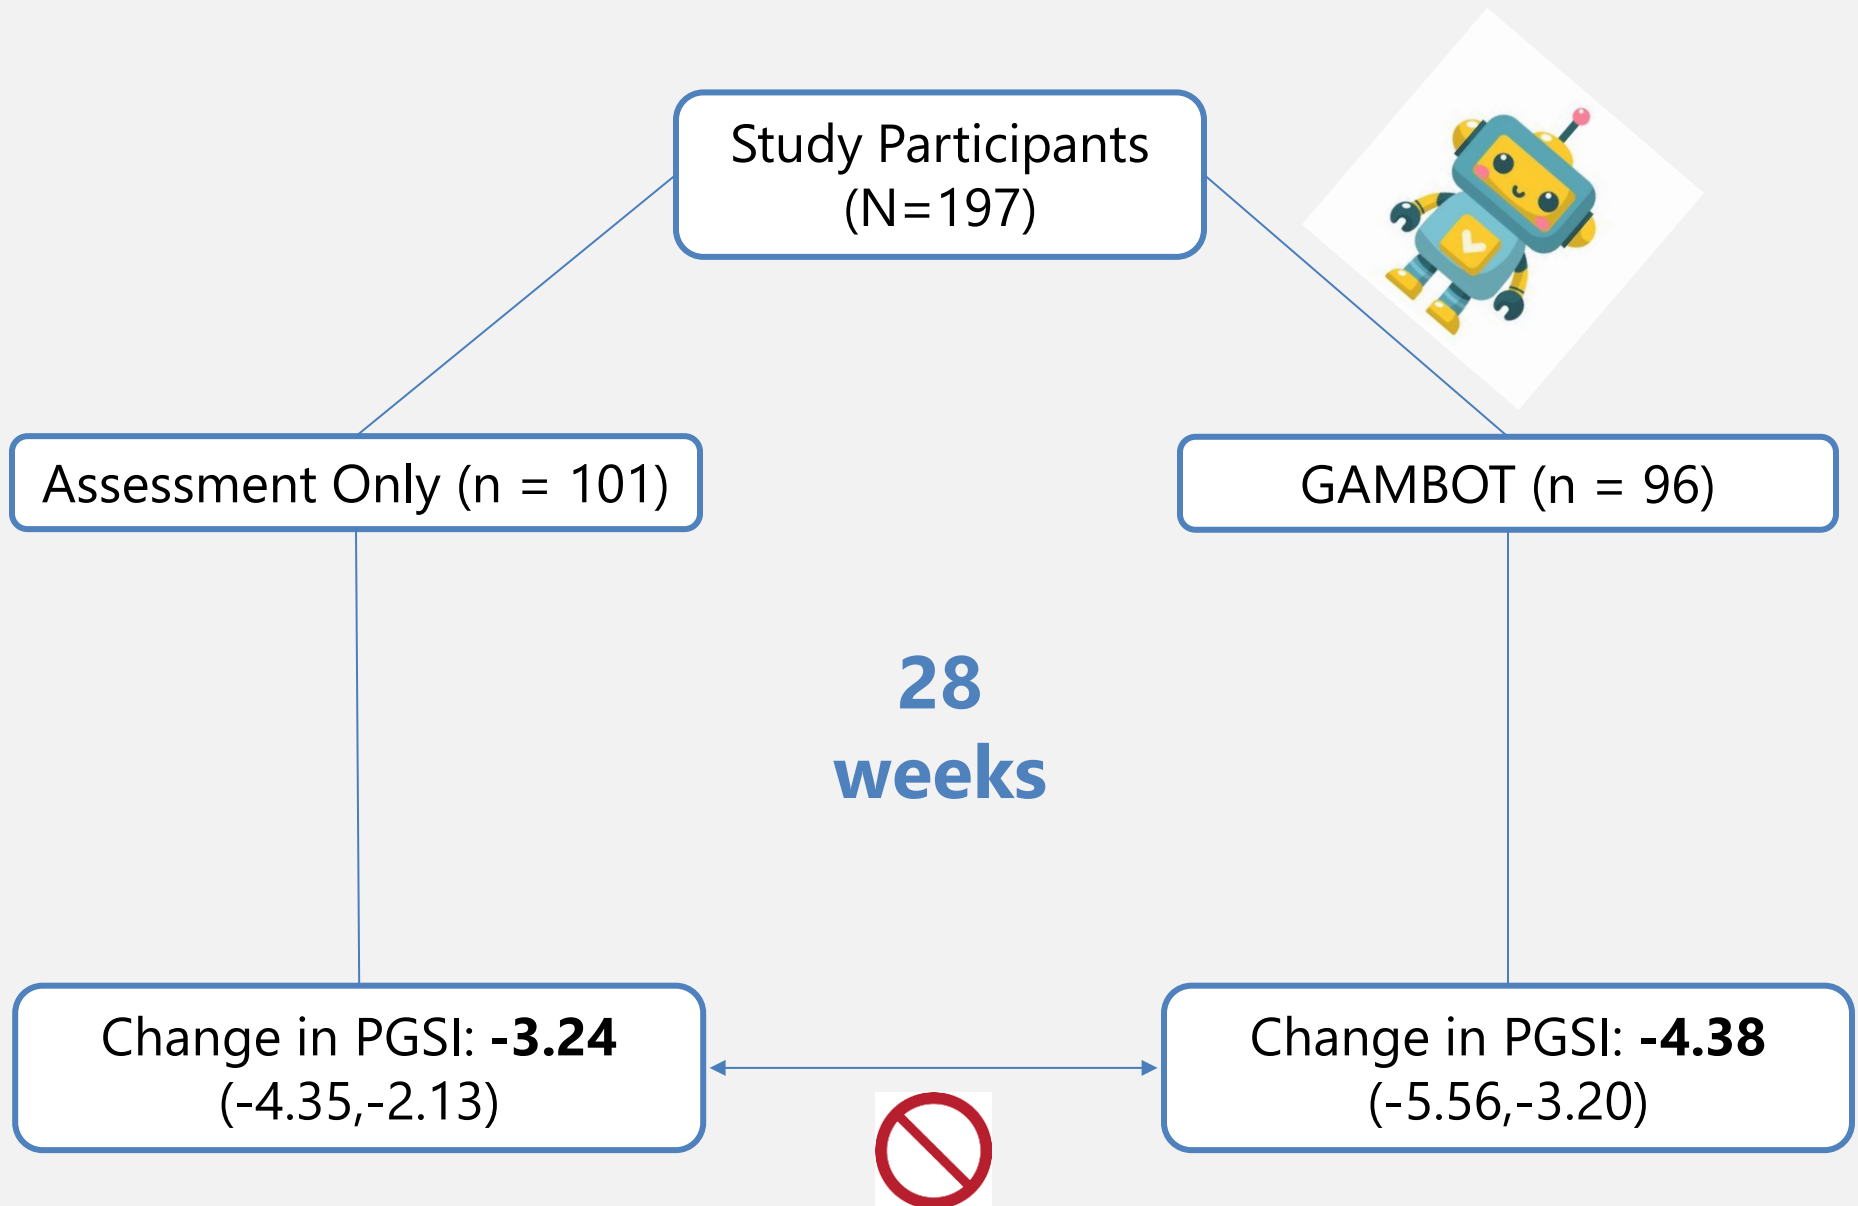 Study Participants
(N=197)
Assessment Only (n = 101)
GAMBOT (n = 96)
28
weeks
Change in PGSI: -3.24
(-4.35,-2.13)
Change in PGSI: -4.38
(-5.56,-3.20)